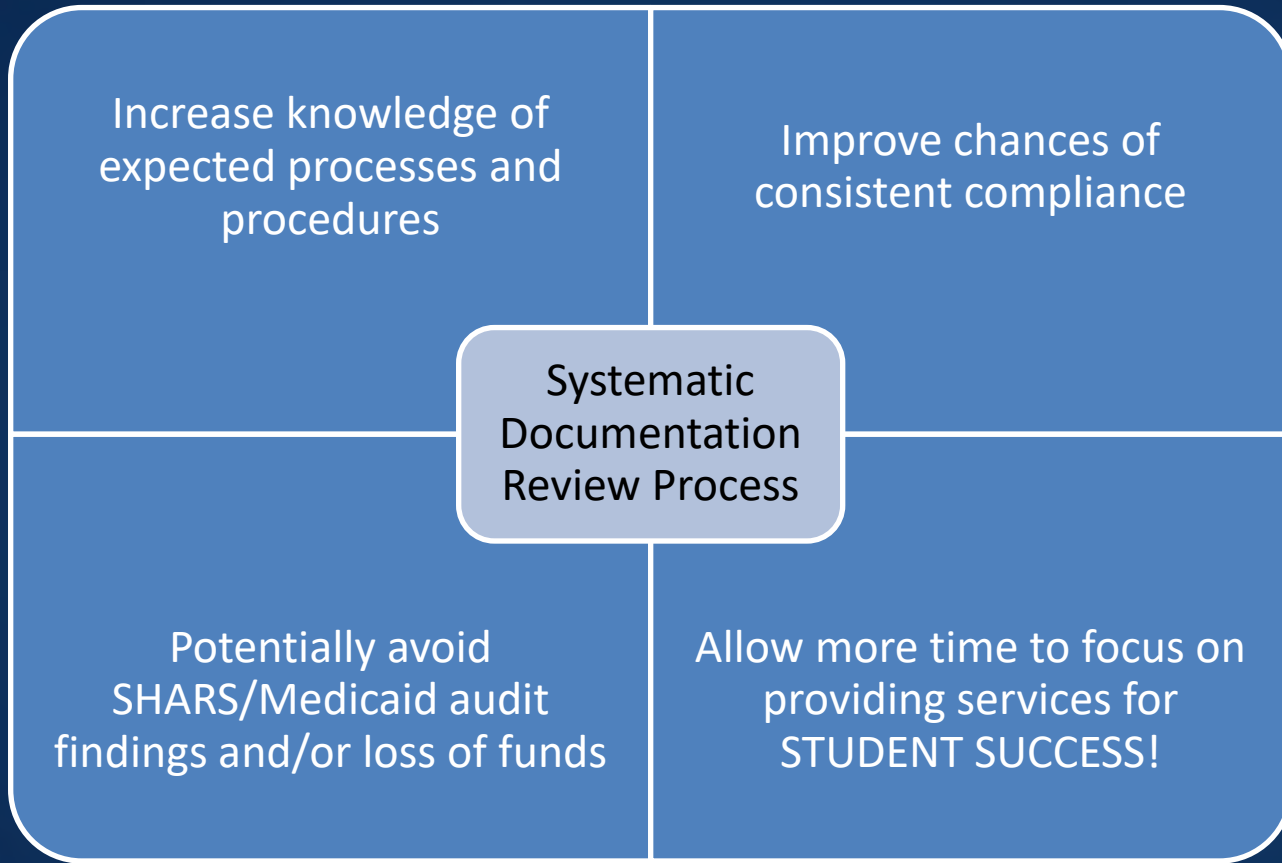 Increase knowledge of
expected processes and
procedures
Improve chances of
consistent compliance
Systematic
Documentation
Review Process
Potentially avoid
SHARS/Medicaid audit
findings and/or loss of funds
Allow more time to focus on
providing services for
STUDENT SUCCESS!